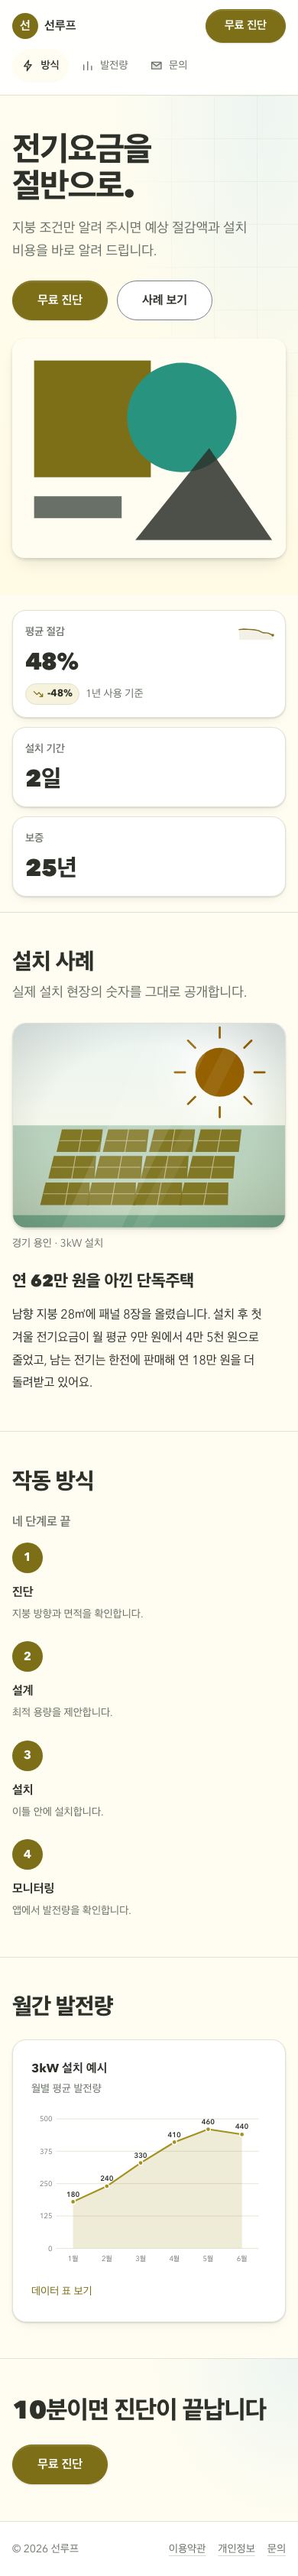 선 선루프
무료 진단
방식
발전량
문의
전기요금을
절반으로.
지붕 조건만 알려 주시면 예상 절감액과 설치
비용을 바로 알려 드립니다.
무료 진단
사례 보기
평균 절감
48%
-48% 1년 사용 기준
설치 기간
2일
보증
25년
설치 사례
실제 설치 현장의 숫자를 그대로 공개합니다.
경기 용인 · 3kW 설치
연 62만 원을 아낀 단독주택
남향 지붕 28㎡에 패널 8장을 올렸습니다. 설치 후 첫
겨울 전기요금이 월 평균 9만 원에서 4만 5천 원으로
줄었고, 남는 전기는 한전에 판매해 연 18만 원을 더
돌려받고 있어요.
작동 방식
네 단계로 끝
1
진단
지붕 방향과 면적을 확인합니다.
2
설계
최적 용량을 제안합니다.
3
설치
이틀 안에 설치합니다.
4
모니터링
앱에서 발전량을 확인합니다.
월간 발전량
3kW 설치 예시
월별 평균 발전량
500
375
250
125
0
180
240
330
410
460
440
1월
2월
3월
4월
5월
6월
데이터 표 보기
10분이면 진단이 끝납니다
무료 진단
© 2026 선루프
이용약관
개인정보
문의